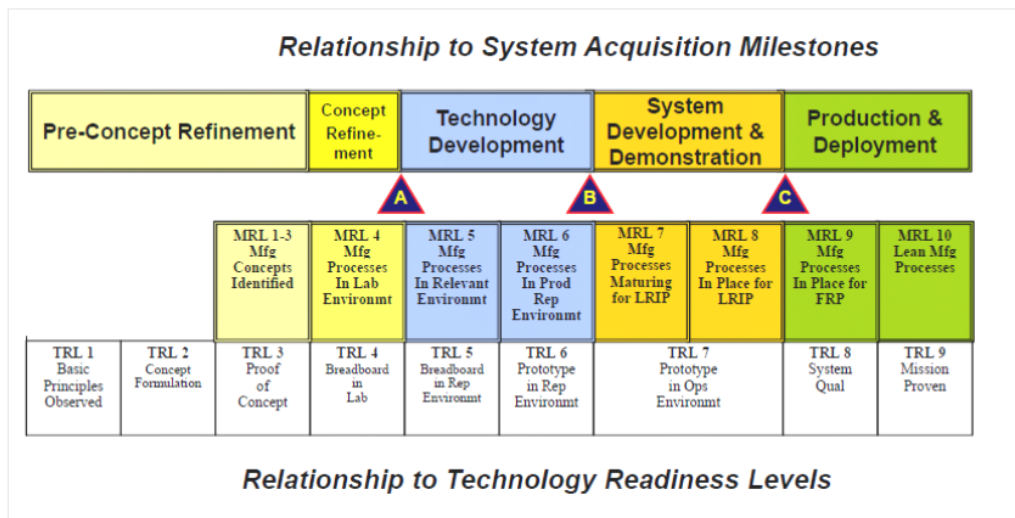 Relationship to System Acquisition Milestones
Pre-Concept Refinement
Concept
Refine-
ment
Technology
Development
System
Development &
Demonstration
Production &
Deployment
A
B
C
MRL 1-3
Mfg
Concepts
Identified
MRL 4
Mfg
Processes
In Lab
Environmt
MRL 5
Mfg
Processes
In Relevant
Environmt
MRL 6
Mfg
Processes
In Prod
Rep
Environmt
MRL 7
Mfg
Processes
Maturing
for LRIP
MRL 8
Mfg
Processes
In Place for
LRIP
MRL 9
Mfg
Processes
In Place for
FRP
MRL 10
Lean Mfg
Processes
TRL 1
Basic
Principles
Observed
TRL 2
Concept
Formulation
TRL 3
Proof
of
Concept
TRL 4
Breadboard
in
Lab
TRL 5
Breadboard
in Rep
Environmt
TRL 6
Prototype
in Rep
Environmt
TRL 7
Prototype
in Ops
Environmt
TRL 8
System
Qual
TRL 9
Mission
Proven
Relationship to Technology Readiness Levels